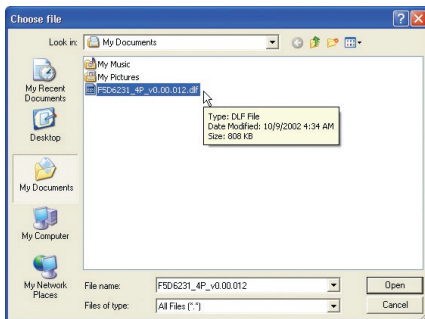 Choose file
Look in:
My Documents
My Recent
Documents
Desktop
My Documents
My Computer
My Network
Places
My Music
My Pictures
F5D6231_4P_v0.00.012.dlf
Type: DLF File
Date Modified: 10/9/2002 4:34 AM
Size: 808 KB
File name:
F5D6231_4P_v0.00.012
Open
Files of type:
All Files (*.*)
Cancel